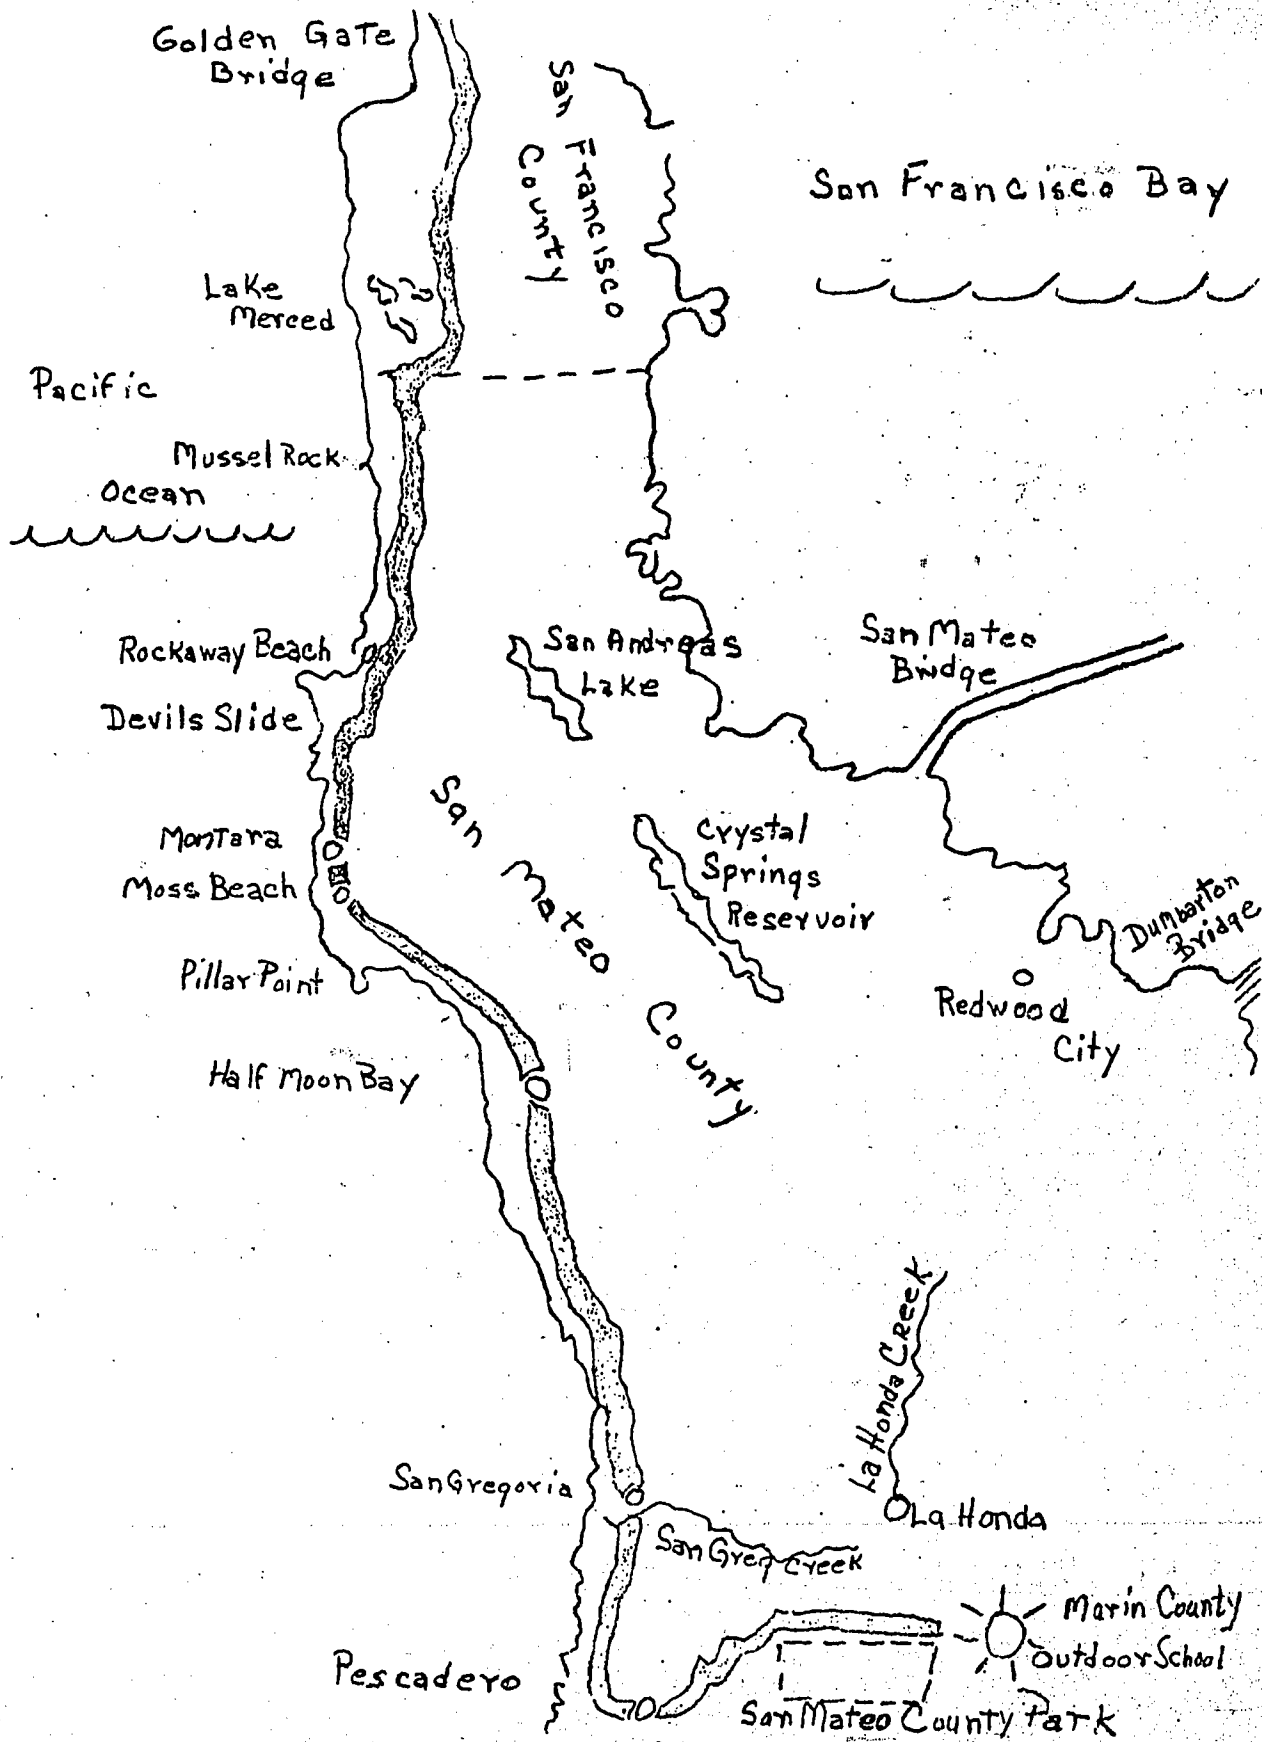 Golden Gate
Bridge
San Francisco
County
San Francisco Bay
Lake
Merced
Pacific
Mussel Rock
Ocean
Rockaway Beach
San Andreas
Lake
San Mateo
Bridge
Devils Slide
San Mateo County
Montara
Moss Beach
Crystal
Springs
Reservoir
Dumbarton
Bridge
Pillar Point
Redwood
City
Half Moon Bay
La Honda Creek
San Gregoria
La Honda
San Greg Creek
Marin County
Outdoor School
Pescadero
San Mateo County Park